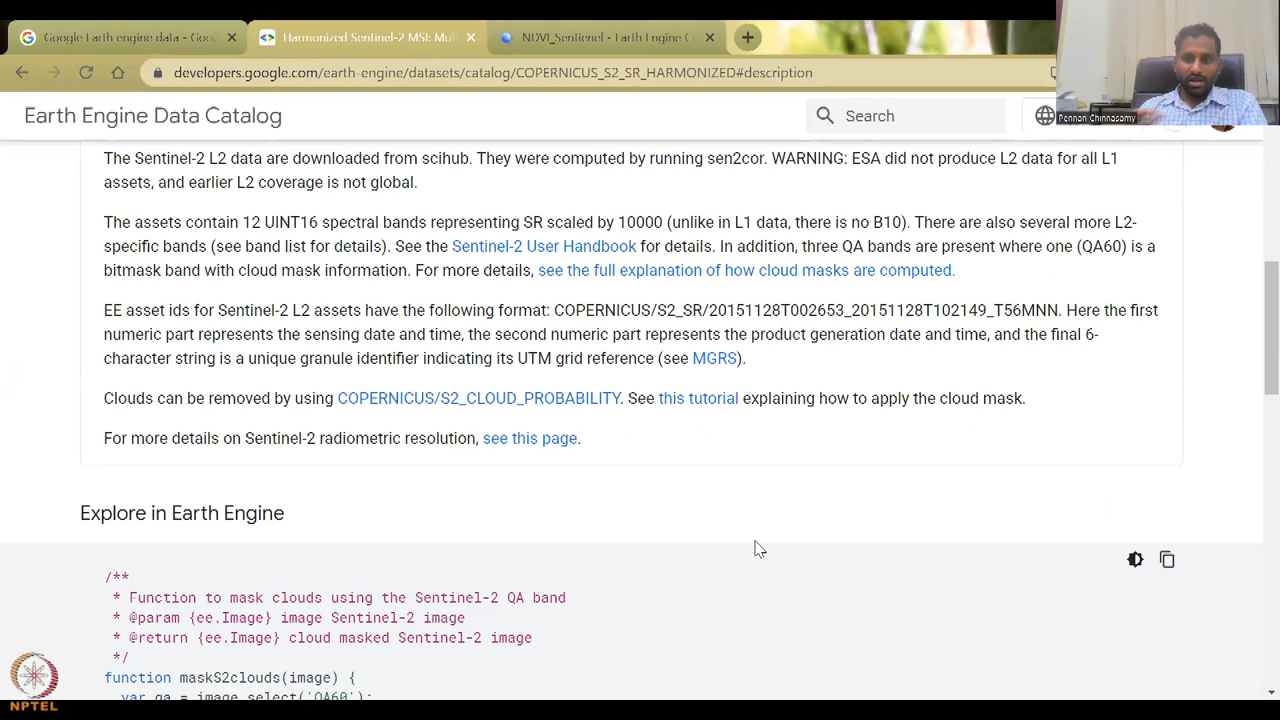 Google Earth engine data - Goo
Harmonized Sentinel-2 MSI: Mul
NDVI_Sentienel - Earth Engine C
developers.google.com/earth-engine/datasets/catalog/COPERNICUS_S2_SR_HARMONIZED#description
Pennan Chinnasamy
Earth Engine Data Catalog
Search
The Sentinel-2 L2 data are downloaded from scihub. They were computed by running sen2cor. WARNING: ESA did not produce L2 data for all L1
assets, and earlier L2 coverage is not global.
The assets contain 12 UINT16 spectral bands representing SR scaled by 10000 (unlike in L1 data, there is no B10). There are also several more L2-
specific bands (see band list for details). See the Sentinel-2 User Handbook for details. In addition, three QA bands are present where one (QA60) is a
bitmask band with cloud mask information. For more details, see the full explanation of how cloud masks are computed.
EE asset ids for Sentinel-2 L2 assets have the following format: COPERNICUS/S2_SR/20151128T002653_20151128T102149_T56MNN. Here the first
numeric part represents the sensing date and time, the second numeric part represents the product generation date and time, and the final 6-
character string is a unique granule identifier indicating its UTM grid reference (see MGRS).
Clouds can be removed by using COPERNICUS/S2_CLOUD_PROBABILITY. See this tutorial explaining how to apply the cloud mask.
For more details on Sentinel-2 radiometric resolution, see this page.
Explore in Earth Engine
/**
* Function to mask clouds using the Sentinel-2 QA band
* @param {ee.Image} image Sentinel-2 image
* @return {ee.Image} cloud masked Sentinel-2 image
*/
function maskS2clouds(image) {
var qa = image.select('QA60');
NPTEL